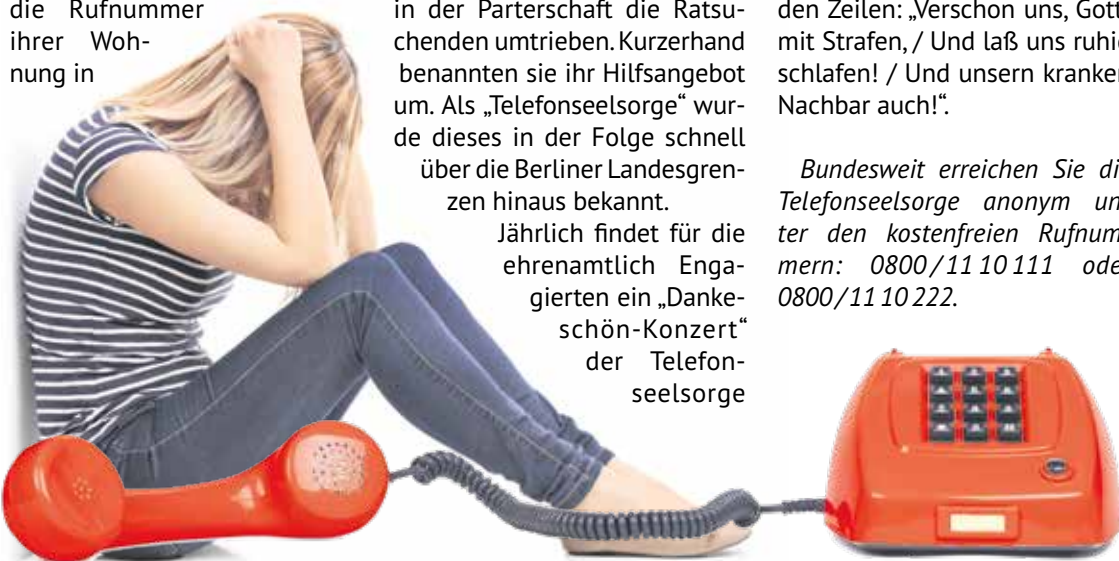 die Rufnummer
ihrer Woh-
nung in
in der Parterschaft die Ratsu-
chenden umtrieben. Kurzerhand
benannten sie ihr Hilfsangebot
um. Als „Telefonseelsorge“ wur-
de dieses in der Folge schnell
über die Berliner Landesgren-
zen hinaus bekannt.
Jährlich findet für die
ehrenamtlich Enga-
gierten ein „Danke-
schön-Konzert“
der Telefon-
seelsorge
den Zeilen: „Verschon uns, Gott
mit Strafen, / Und laß uns ruhi
schlafen! / Und unsern kranke
Nachbar auch!“.
Bundesweit erreichen Sie di
Telefonseelsorge anonym un
ter den kostenfreien Rufnum
mern: 0800/11 10 111 ode
0800/11 10 222.